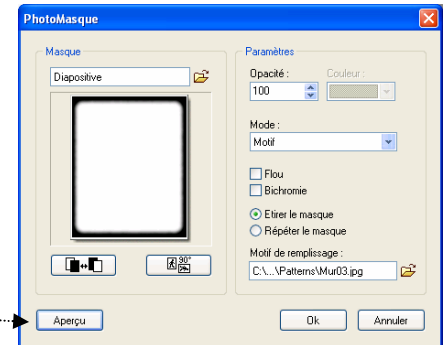 PhotoMasque
Masque
Diapositive
90°
Aperçu
Paramètres
Opacité :
Couleur :
100
Mode :
Motif
Flou
Bichromie
Etirer le masque
Répéter le masque
Motif de remplissage :
C:\...\Patterns\Mur03.jpg
Ok
Annuler